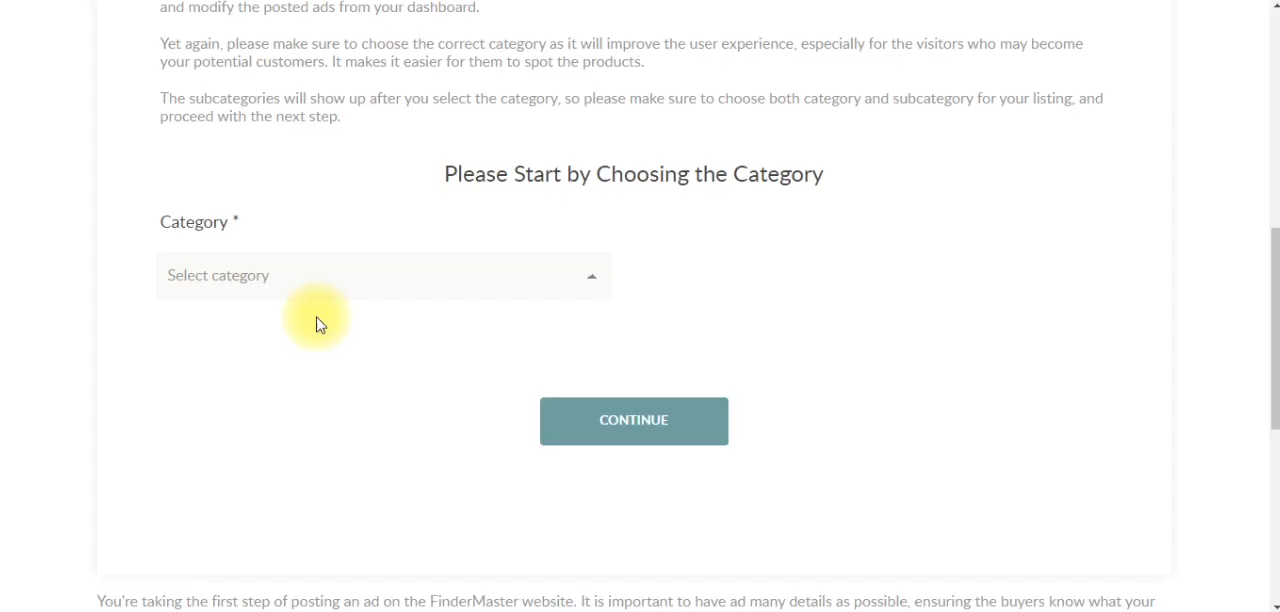 and modify the posted ads from your dashboard.
Yet again, please make sure to choose the correct category as it will improve the user experience, especially for the visitors who may become
your potential customers. It makes it easier for them to spot the products.
The subcategories will show up after you select the category, so please make sure to choose both category and subcategory for your listing, and
proceed with the next step.
Please Start by Choosing the Category
Category *
Select category
CONTINUE
You're taking the first step of posting an ad on the FinderMaster website. It is important to have ad many details as possible, ensuring the buyers know what your